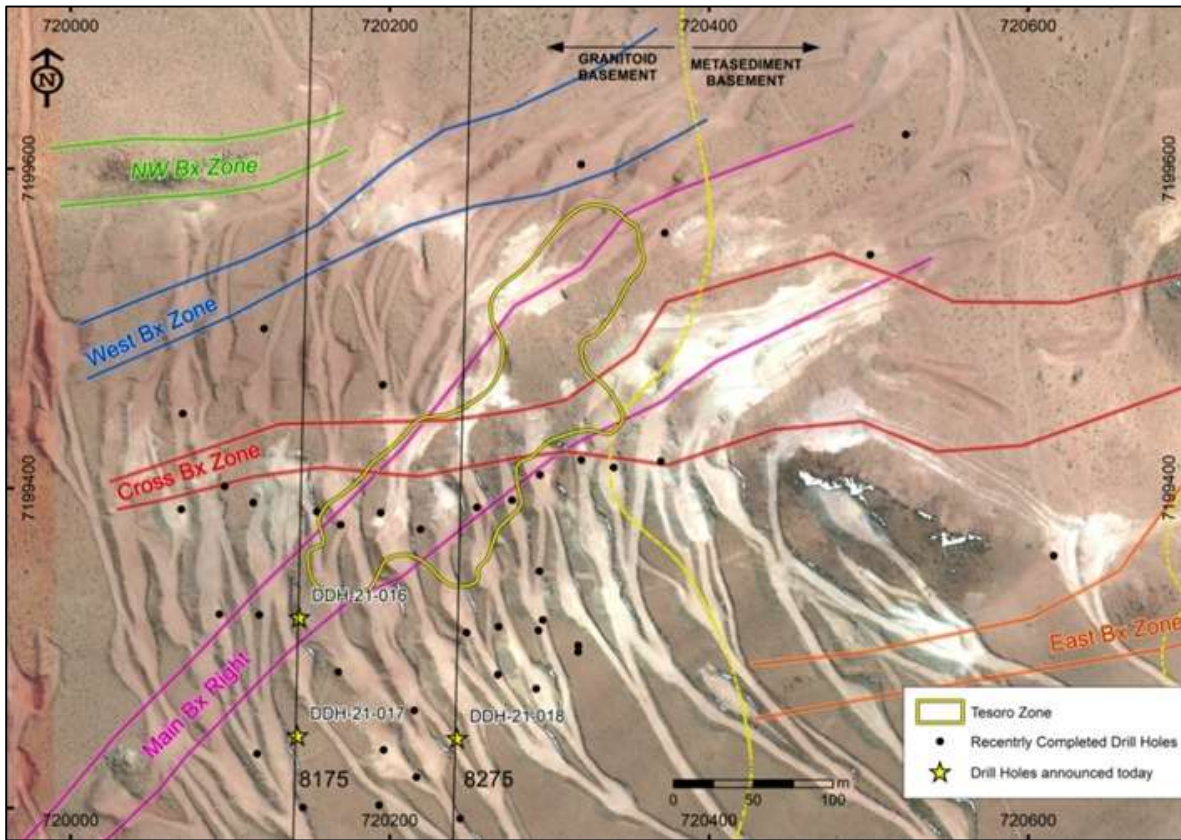 720000
720200
720400
720600
N
GRANITOID
BASEMENT
METASEDIMENT
BASEMENT
7199600
7199600
NW Bx Zone
West Bx Zone
Cross Bx Zone
7199400
7199400
DDH-21-016
East Bx Zone
Main Bx Right
DDH-21-017
DDH-21-018
8175
8275
Tesoro Zone
Recenrtly Completed Drill Holes
Drill Holes announced today
0 50 100
m
720000
720200
720400
720600